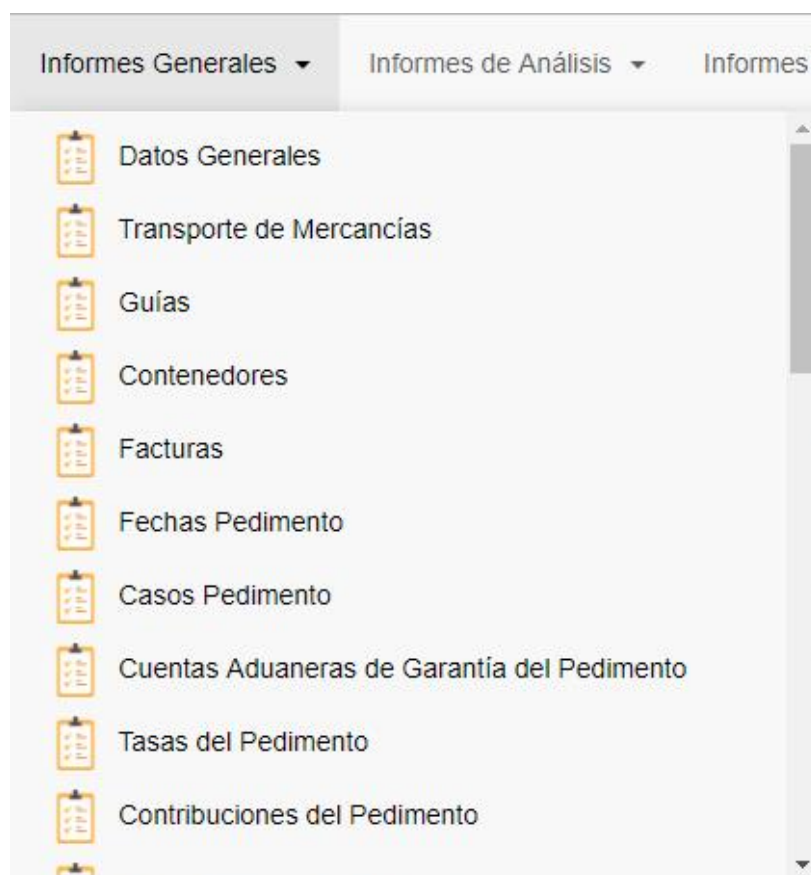 Informes Generales Informes de Análisis Informes
Datos Generales
Transporte de Mercancías
Guías
Contenedores
Facturas
Fechas Pedimento
Casos Pedimento
Cuentas Aduaneras de Garantía del Pedimento
Tasas del Pedimento
Contribuciones del Pedimento